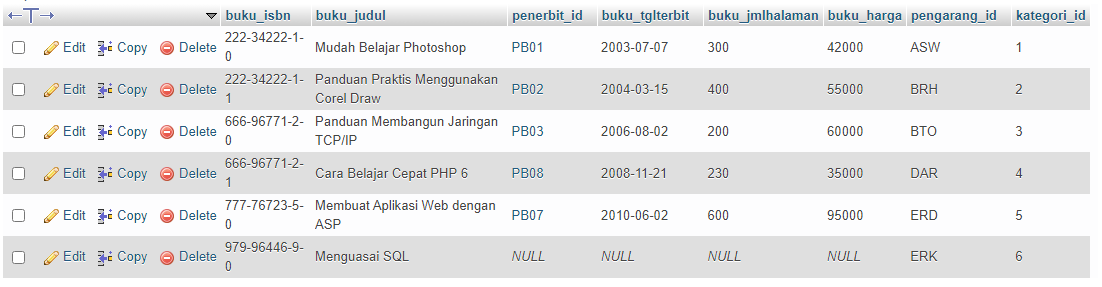 buku_isbn buku_judul penerbit_id buku_tglterbit buku_jmlhalaman buku_harga pengarang_id kategori_id
Edit Copy Delete 222-34222-1-0 Mudah Belajar Photoshop PB01 2003-07-07 300 42000 ASW 1
Edit Copy Delete 222-34222-1-1 Panduan Praktis Menggunakan Corel Draw PB02 2004-03-15 400 55000 BRH 2
Edit Copy Delete 666-96771-2-0 Panduan Membangun Jaringan TCP/IP PB03 2006-08-02 200 60000 BTO 3
Edit Copy Delete 666-96771-2-1 Cara Belajar Cepat PHP 6 PB08 2008-11-21 230 35000 DAR 4
Edit Copy Delete 777-76723-5-0 Membuat Aplikasi Web dengan ASP PB07 2010-06-02 600 95000 ERD 5
Edit Copy Delete 979-96446-9-0 Menguasai SQL NULL NULL NULL NULL ERK 6